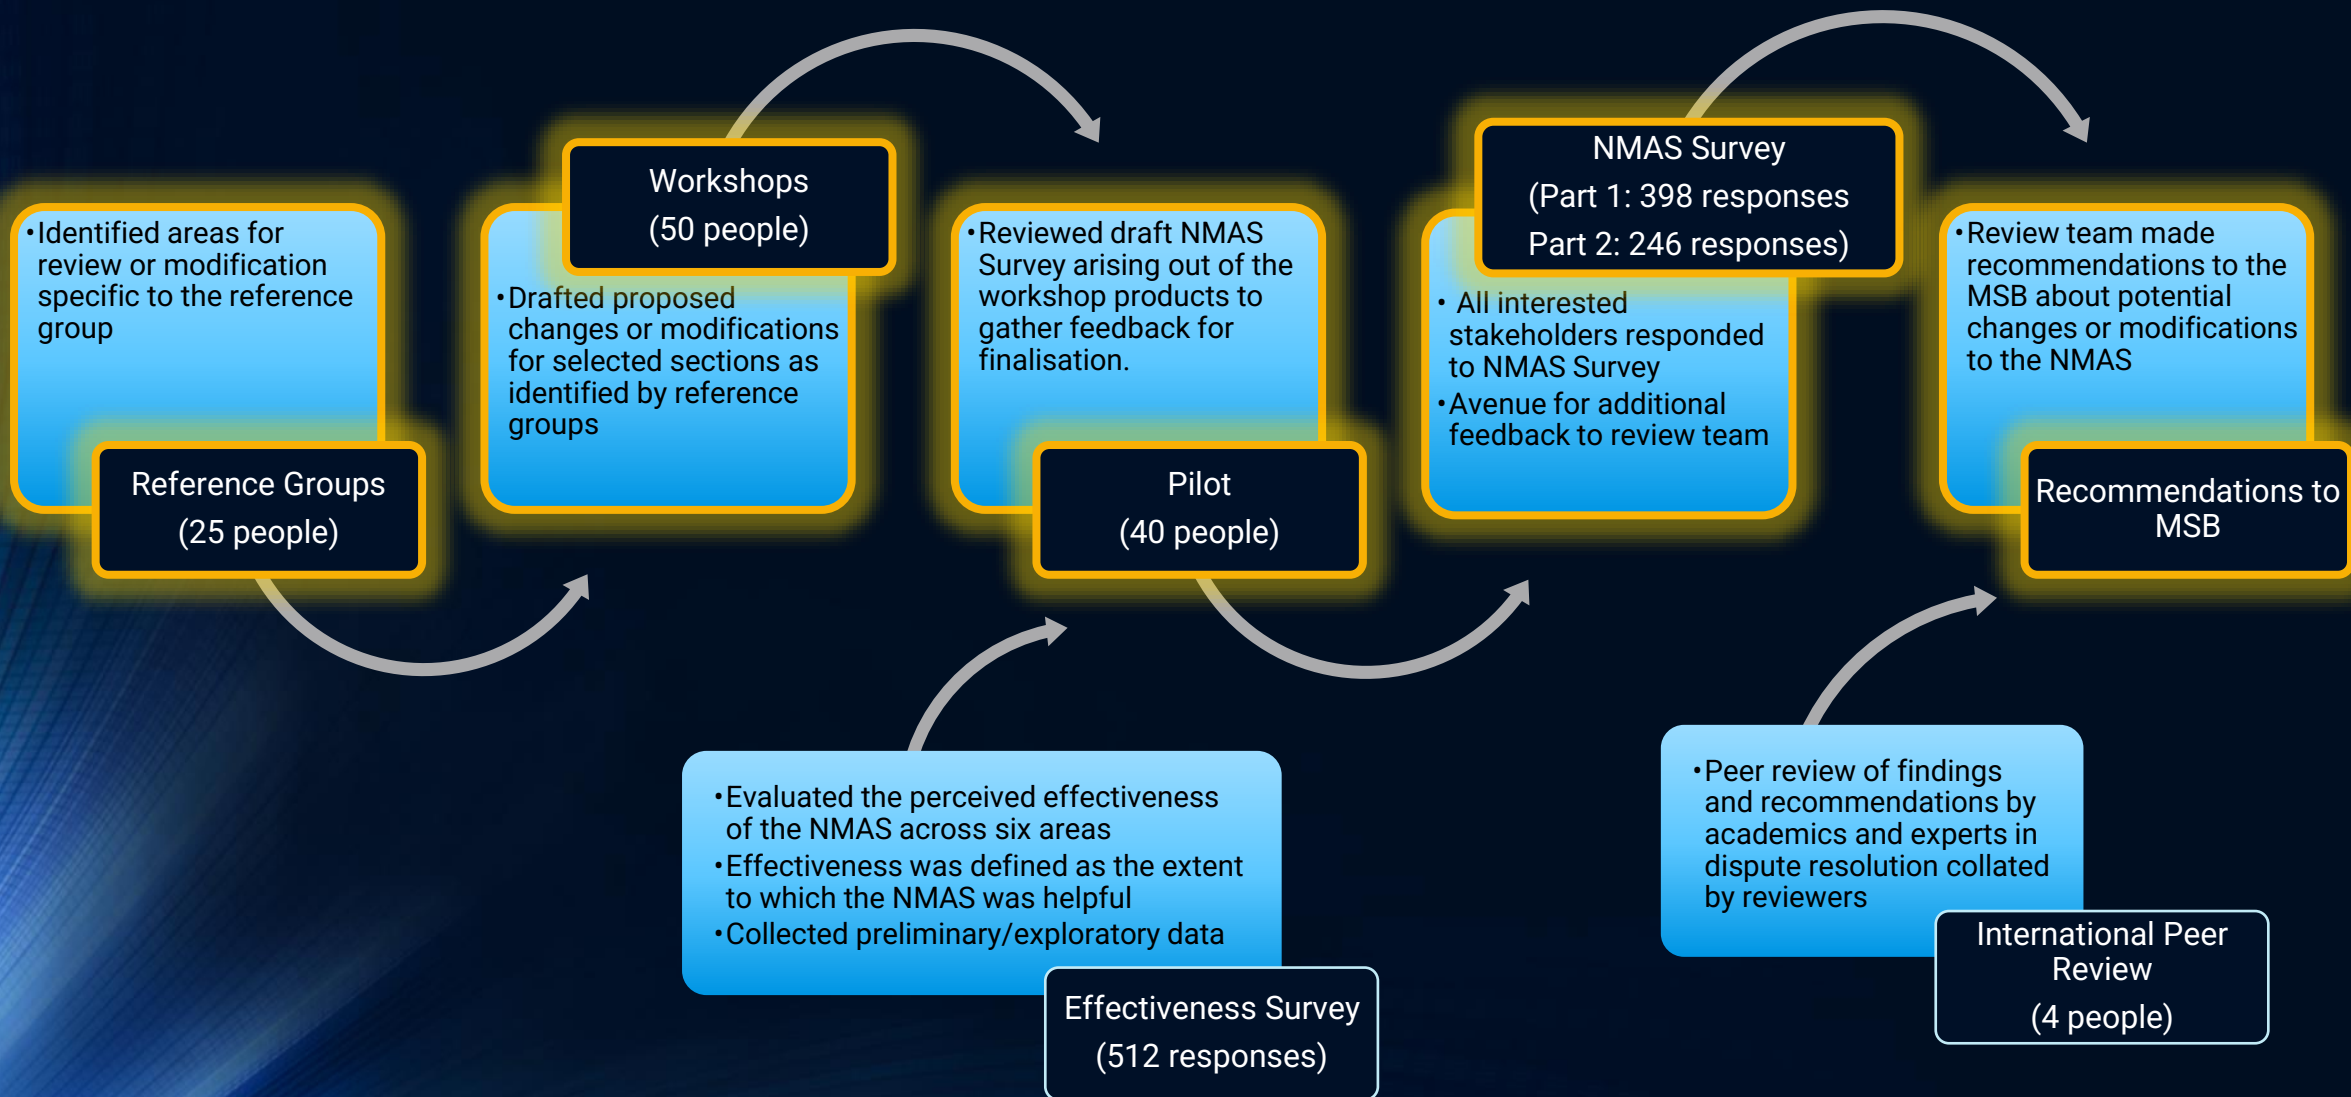 •Identified areas for
review or modification
specific to the reference
group
Reference Groups
(25 people)
Workshops
(50 people)
•Drafted proposed
changes or modifications
for selected sections as
identified by reference
groups
•Reviewed draft NMAS
Survey arising out of the
workshop products to
gather feedback for
finalisation.
Pilot
(40 people)
NMAS Survey
(Part 1: 398 responses
Part 2: 246 responses)
• All interested
stakeholders responded
to NMAS Survey
•Avenue for additional
feedback to review team
•Review team made
recommendations to the
MSB about potential
changes or modifications
to the NMAS
Recommendations to
MSB
•Evaluated the perceived effectiveness
of the NMAS across six areas
•Effectiveness was defined as the extent
to which the NMAS was helpful
•Collected preliminary/exploratory data
Effectiveness Survey
(512 responses)
•Peer review of findings
and recommendations by
academics and experts in
dispute resolution collated
by reviewers
International Peer
Review
(4 people)